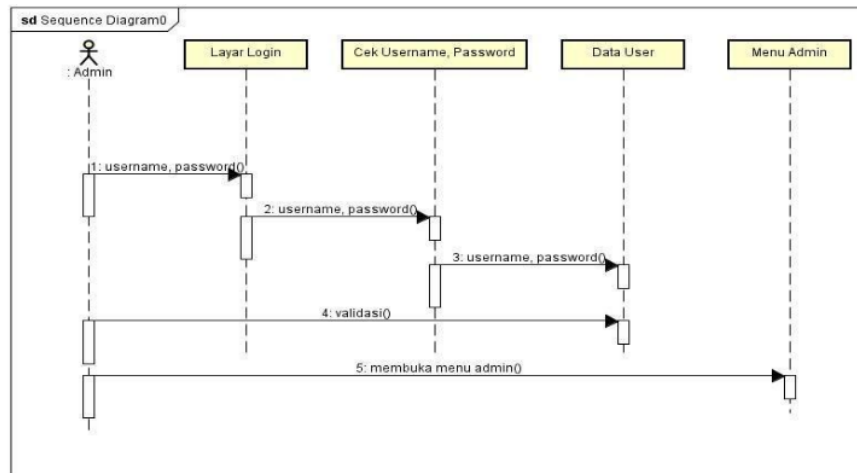 sd Sequence Diagram0
: Admin
Layar Login
Cek Username, Password
Data User
Menu Admin
1: username, password()
2: username, password()
3: username, password()
4: validasi()
5: membuka menu admin()